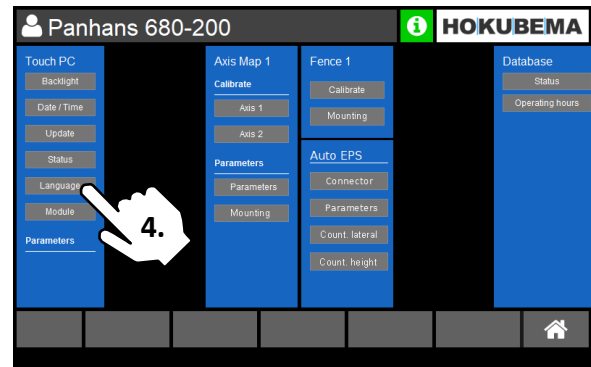 Panhans 680-200
i
HOKUBEMA
Touch PC
Backlight
Date / Time
Update
Status
Language
Module
Parameters
4.
Axis Map 1
Calibrate
Axis 1
Axis 2
Parameters
Parameters
Mounting
Fence 1
Calibrate
Mounting
Auto EPS
Connector
Parameters
Count. lateral
Count. height
Database
Status
Operating hours